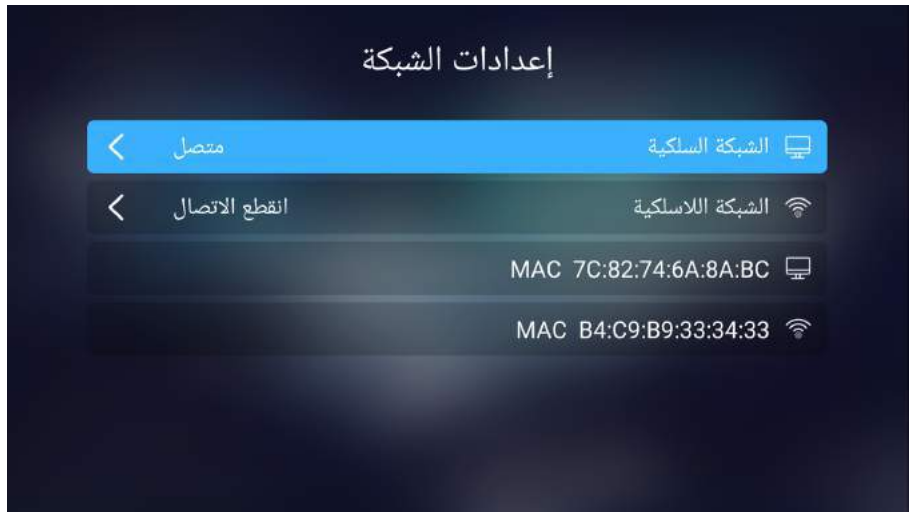 إعدادات الشبكة
الشبكة السلكية متصل
الشبكة اللاسلكية انقطع الاتصال
MAC 7C:82:74:6A:8A:BC
MAC B4:C9:B9:33:34:33